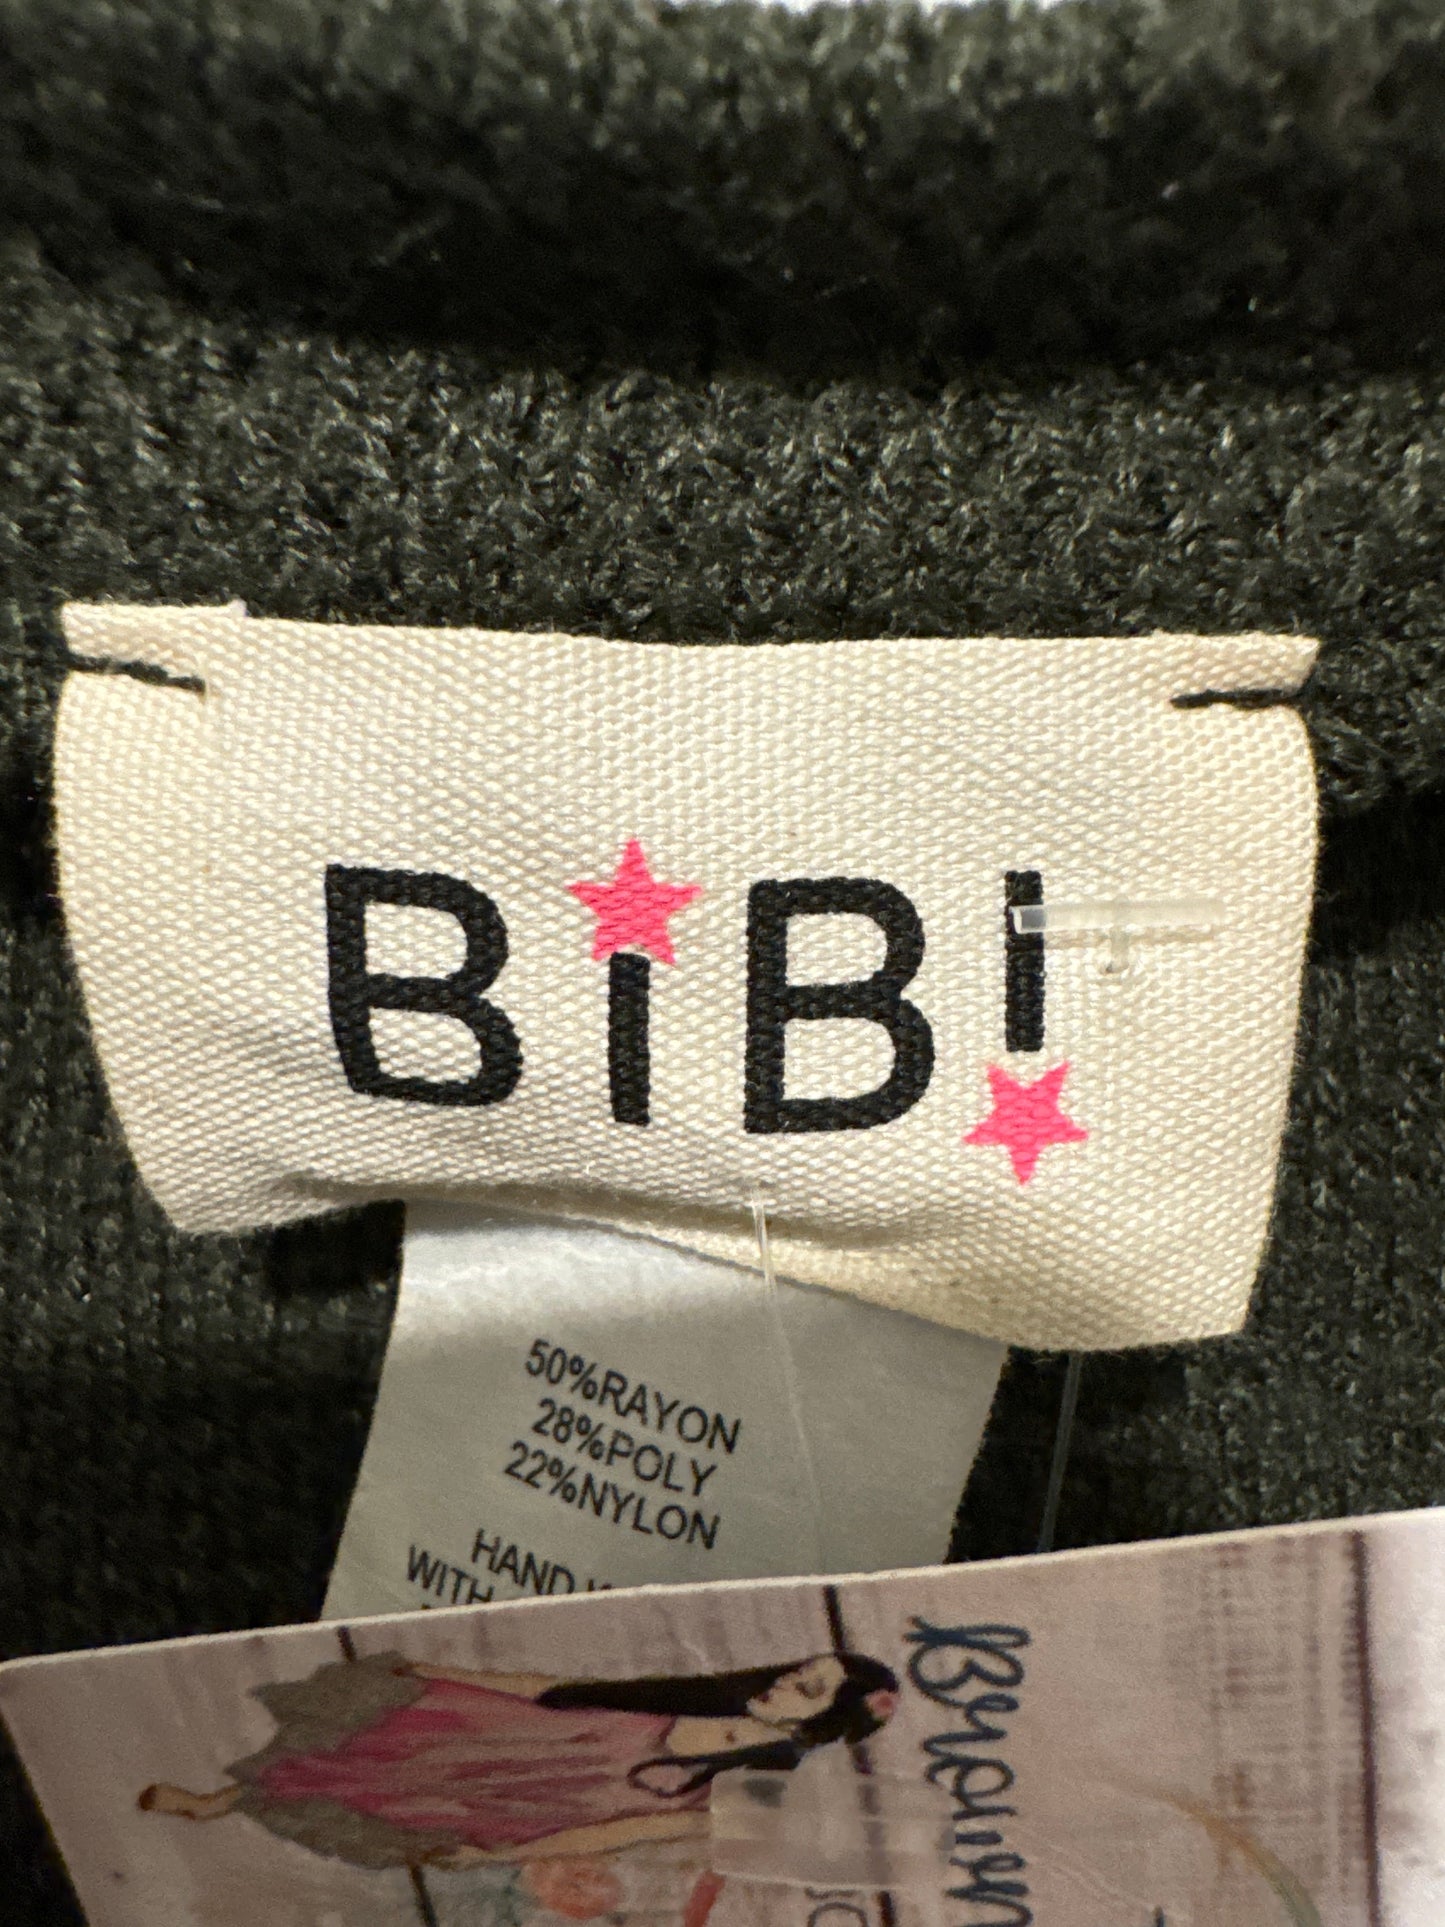 BiBi
50%RAYON
28%POLY
22%NYLON
HAND
WITH